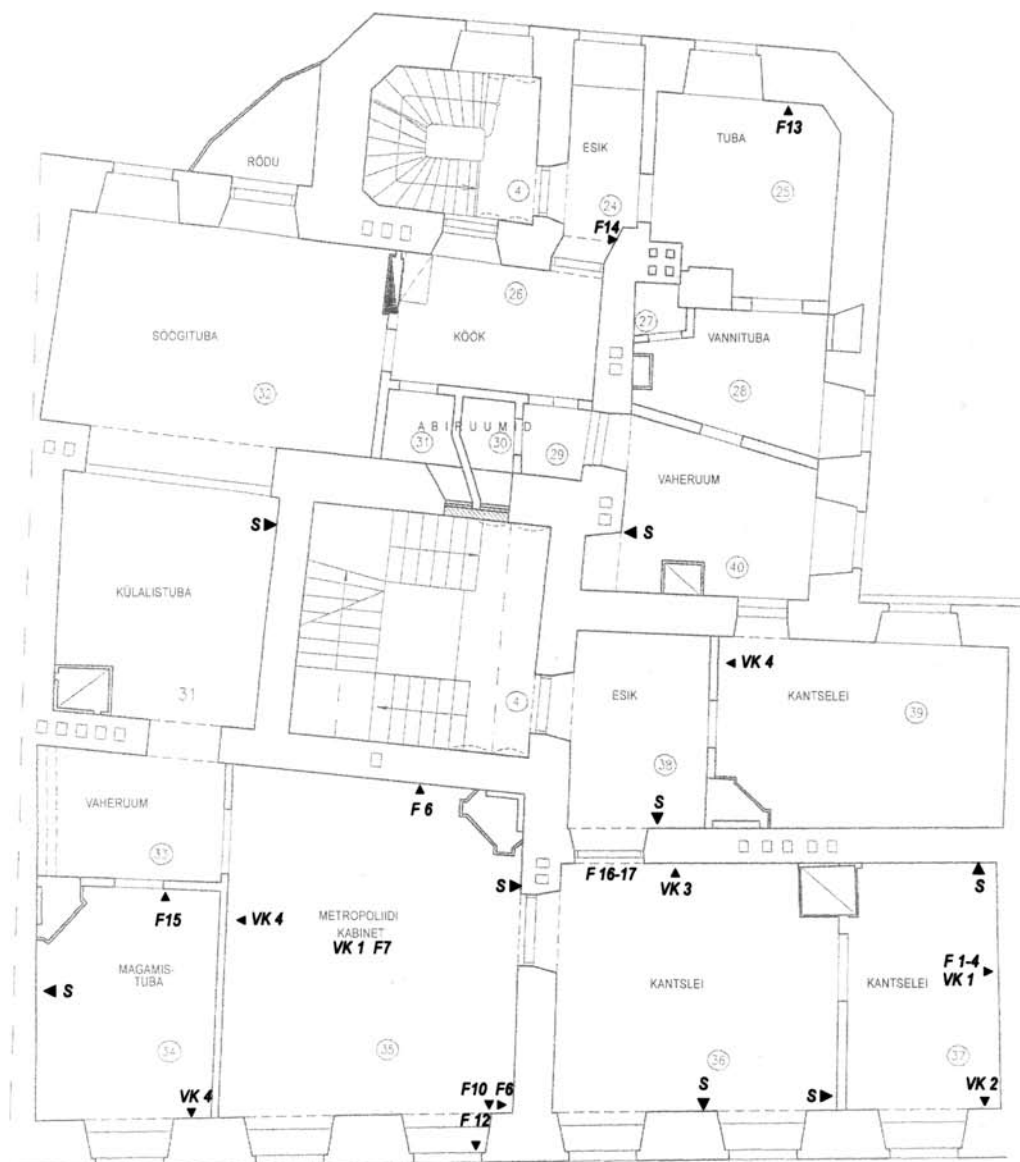 F13
TUBA
ESIK
RÕDU
4
25
24
F14
26
27
SÖÖGITUBA
KÖÖK
VANNITUBA
28
32
ABIRUUMID
31
30
29
VAHERUUM
S
S
40
KÜLALISTUBA
VK 4
ESIK
KANTSELEI
31
4
39
38
VAHERUUM
F 6
S
33
F 16-17
VK 3
S
S
F15
VK 4
METROPOLIIDI
KABINET
VK 1 F7
MAGAMIS-
TUBA
S
KANTSLEI
KANTSELEI
F 1-4
VK 1
34
35
36
37
VK 4
F10 F6
S
S
VK 2
F 12